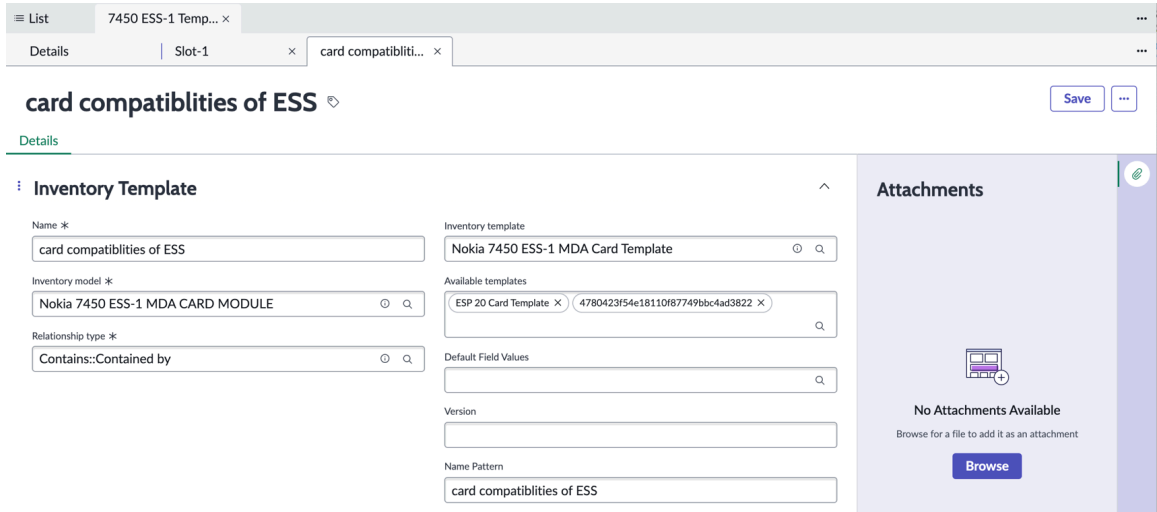 List
7450 ESS-1 Temp... ×
...
Details
Slot-1 ×
card compatibliti... ×
...
card compatiblities of ESS
Save
...
Details
Inventory Template
Name *
card compatiblities of ESS
Inventory model *
Nokia 7450 ESS-1 MDA CARD MODULE
Relationship type *
Contains::Contained by
Inventory template
Nokia 7450 ESS-1 MDA Card Template
Available templates
ESP 20 Card Template × 4780423f54e18110f87749bbc4ad3822 ×
Default Field Values
Version
Name Pattern
card compatiblities of ESS
Attachments
No Attachments Available
Browse for a file to add it as an attachment
Browse